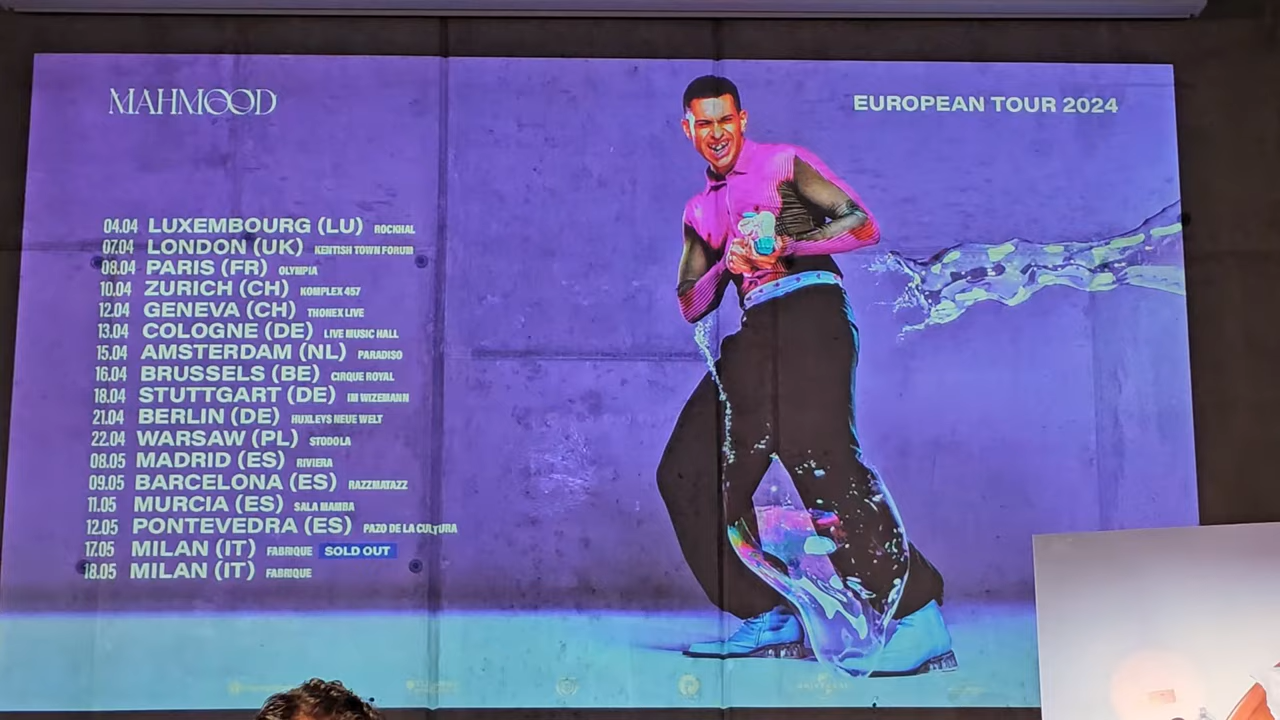 MAHMOOD
EUROPEAN TOUR 2024
04.04 LUXEMBOURG (LU) ROCKHAL
07.04 LONDON (UK) KENTISH TOWN FORUM
08.04 PARIS (FR) OLYMPIA
10.04 ZURICH (CH) KOMPLEX 457
12.04 GENEVA (CH) THONEX LIVE
13.04 COLOGNE (DE) LIVE MUSIC HALL
15.04 AMSTERDAM (NL) PARADISO
16.04 BRUSSELS (BE) CIRQUE ROYAL
18.04 STUTTGART (DE) IM WIZEMANN
21.04 BERLIN (DE) HUXLEYS NEUE WELT
22.04 WARSAW (PL) STODOLA
08.05 MADRID (ES) RIVIERA
09.05 BARCELONA (ES) RAZZMATAZZ
11.05 MURCIA (ES) SALA MAMBA
12.05 PONTEVEDRA (ES) PAZO DE LA CULTURA
17.05 MILAN (IT) FABRIQUE SOLD OUT
18.05 MILAN (IT) FABRIQUE